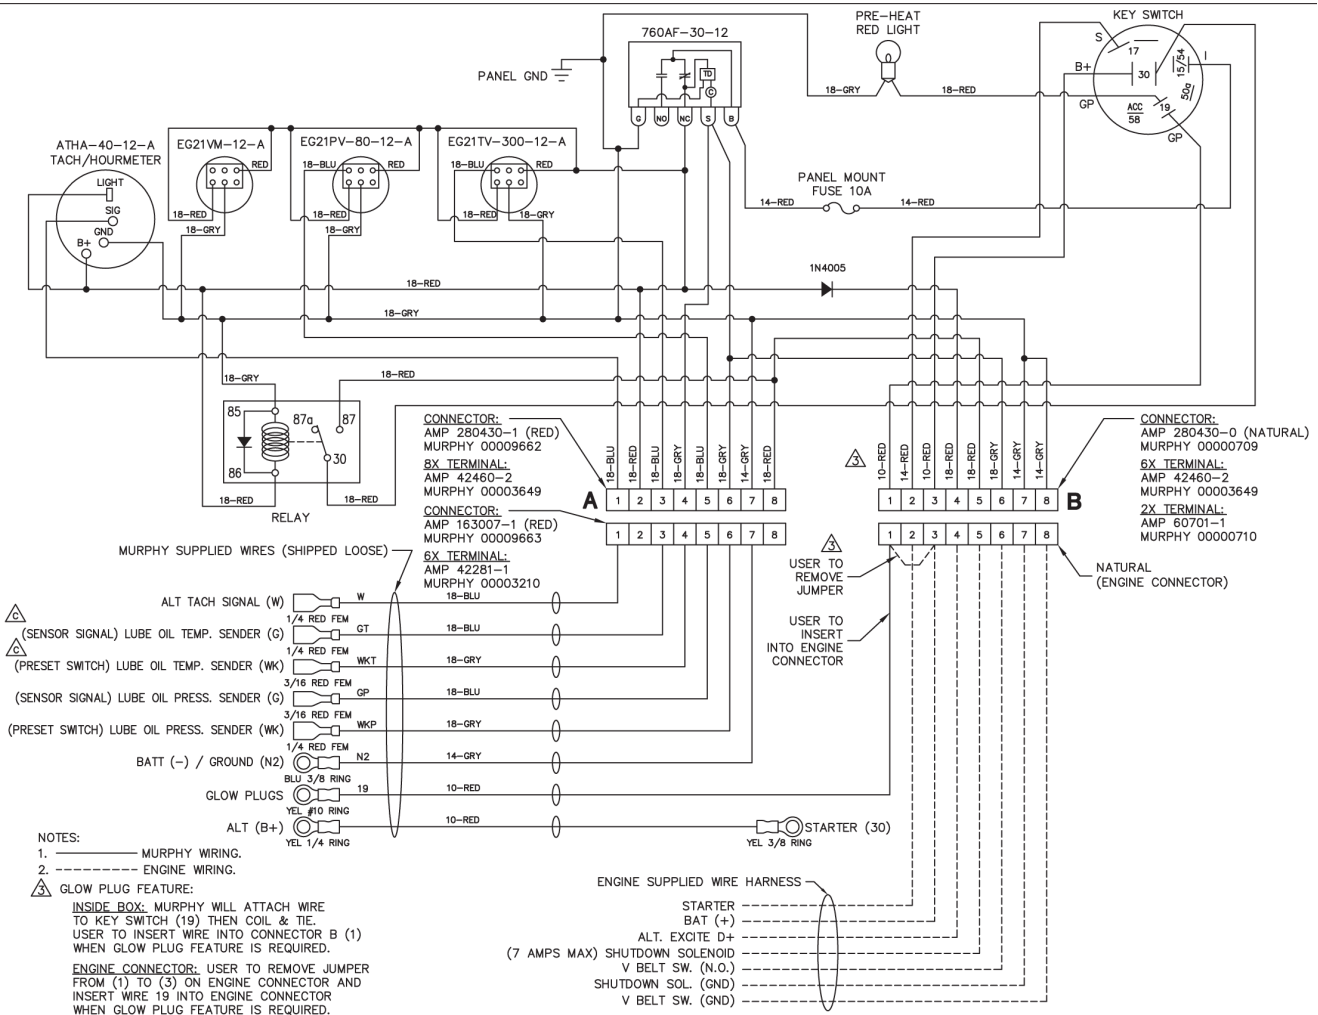 PRE-HEAT
RED LIGHT
KEY SWITCH
760AF-30-12
PANEL GND
S
17
B+
30
15/54
I
50a
19
ACC
58
GP
GP
TD
C
G
NO
NC
S
B
18-GRY
18-RED
ATHA-40-12-A
TACH/HOURMETER
EG21VM-12-A
EG21PV-80-12-A
EG21TV-300-12-A
RED
18-BLU
RED
18-BLU
RED
LIGHT
SIG
GND
B+
18-RED
18-GRY
18-RED
18-GRY
18-RED
18-GRY
PANEL MOUNT
FUSE 10A
14-RED
14-RED
1N4005
18-RED
18-GRY
18-GRY
18-RED
85
87a
87
86
30
18-RED
18-RED
RELAY
CONNECTOR:
AMP 280430-1 (RED)
MURPHY 00009662
8X TERMINAL:
AMP 42460-2
MURPHY 00003649
CONNECTOR:
AMP 163007-1 (RED)
MURPHY 00009663
6X TERMINAL:
AMP 42281-1
MURPHY 00003210
18-BLU
18-RED
18-BLU
18-GRY
18-BLU
18-GRY
14-GRY
18-RED
A
1 2 3 4 5 6 7 8
1 2 3 4 5 6 7 8
3
10-RED
14-RED
10-RED
18-RED
18-RED
18-GRY
14-GRY
14-GRY
1 2 3 4 5 6 7 8
B
1 2 3 4 5 6 7 8
CONNECTOR:
AMP 280430-0 (NATURAL)
MURPHY 00000709
6X TERMINAL:
AMP 42460-2
MURPHY 00003649
2X TERMINAL:
AMP 60701-1
MURPHY 00000710
NATURAL
(ENGINE CONNECTOR)
3
USER TO
REMOVE
JUMPER
USER TO
INSERT
INTO ENGINE
CONNECTOR
MURPHY SUPPLIED WIRES (SHIPPED LOOSE)
ALT TACH SIGNAL (W)
W
18-BLU
1/4 RED FEM
C
(SENSOR SIGNAL) LUBE OIL TEMP. SENDER (G)
GT
18-BLU
1/4 RED FEM
C
(PRESET SWITCH) LUBE OIL TEMP. SENDER (WK)
WKT
18-GRY
3/16 RED FEM
(SENSOR SIGNAL) LUBE OIL PRESS. SENDER (G)
GP
18-BLU
3/16 RED FEM
(PRESET SWITCH) LUBE OIL PRESS. SENDER (WK)
WKP
18-GRY
1/4 RED FEM
BATT (-) / GROUND (N2)
N2
14-GRY
BLU 3/8 RING
GLOW PLUGS
19
10-RED
YEL #10 RING
ALT (B+)
10-RED
YEL 1/4 RING
STARTER (30)
YEL 3/8 RING
NOTES:
1. ———— MURPHY WIRING.
2. --------- ENGINE WIRING.
3 GLOW PLUG FEATURE:
INSIDE BOX: MURPHY WILL ATTACH WIRE
TO KEY SWITCH (19) THEN COIL & TIE.
USER TO INSERT WIRE INTO CONNECTOR B (1)
WHEN GLOW PLUG FEATURE IS REQUIRED.
ENGINE CONNECTOR: USER TO REMOVE JUMPER
FROM (1) TO (3) ON ENGINE CONNECTOR AND
INSERT WIRE 19 INTO ENGINE CONNECTOR
WHEN GLOW PLUG FEATURE IS REQUIRED.
ENGINE SUPPLIED WIRE HARNESS
STARTER
BAT (+)
ALT. EXCITE D+
(7 AMPS MAX) SHUTDOWN SOLENOID
V BELT SW. (N.O.)
SHUTDOWN SOL. (GND)
V BELT SW. (GND)